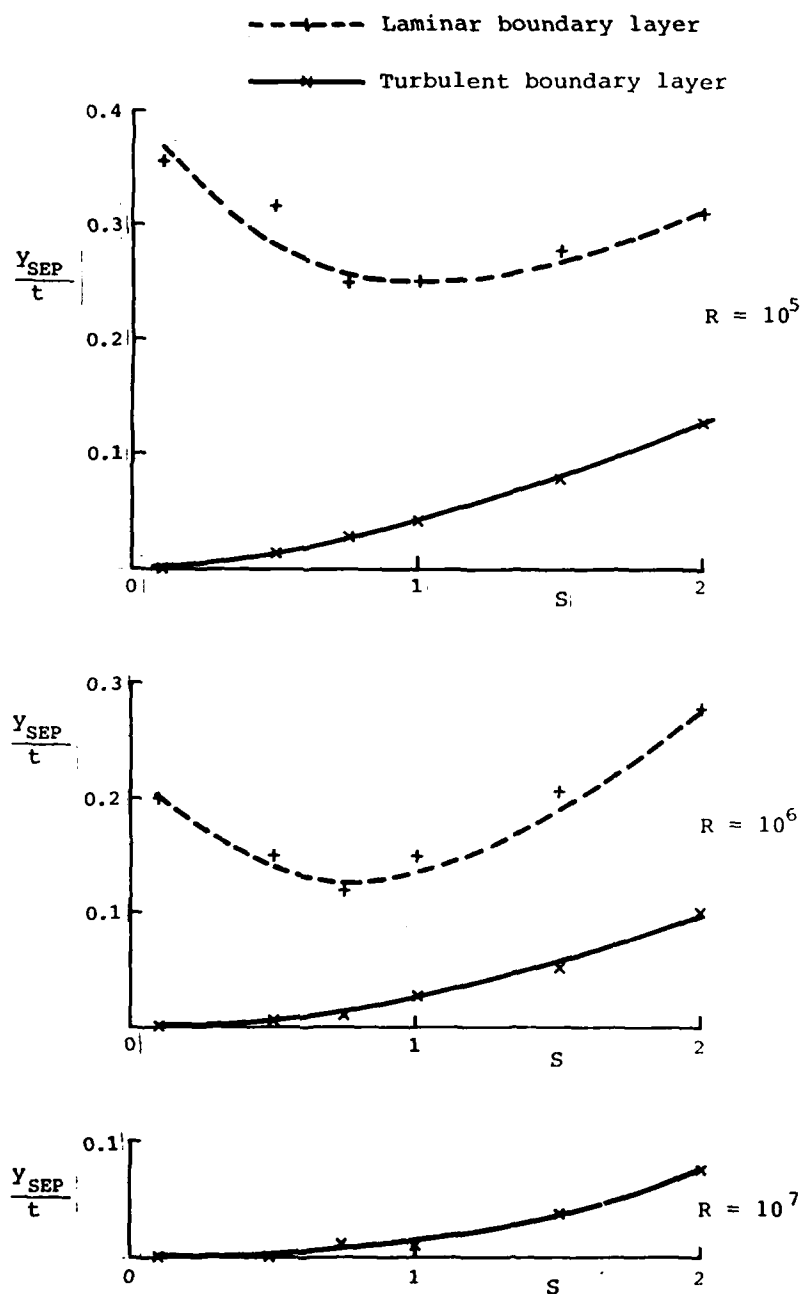 Laminar boundary layer
Turbulent boundary layer
0.4
0.3
y_SEP
t
0.2
R = 10^5
0.1
0
1
S
2
0.3
y_SEP
t
0.2
R = 10^6
0.1
0
1
S
2
0.1
y_SEP
t
R = 10^7
0
1
S
2